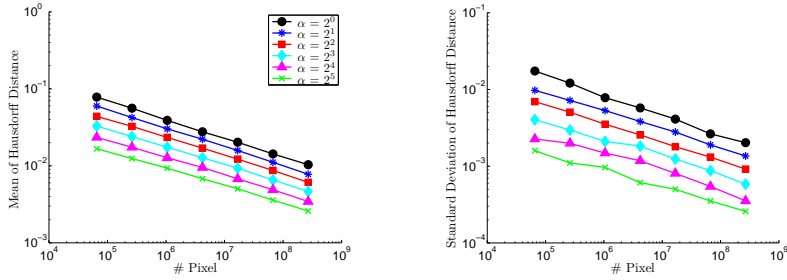 Mean of Hausdorff Distance
10^0
10^-1
10^-2
10^-3
10^4 10^5 10^6 10^7 10^8 10^9
# Pixel
α = 2^0
α = 2^1
α = 2^2
α = 2^3
α = 2^4
α = 2^5
Standard Deviation of Hausdorff Distance
10^-1
10^-2
10^-3
10^-4
10^4 10^5 10^6 10^7 10^8 10^9
# Pixel